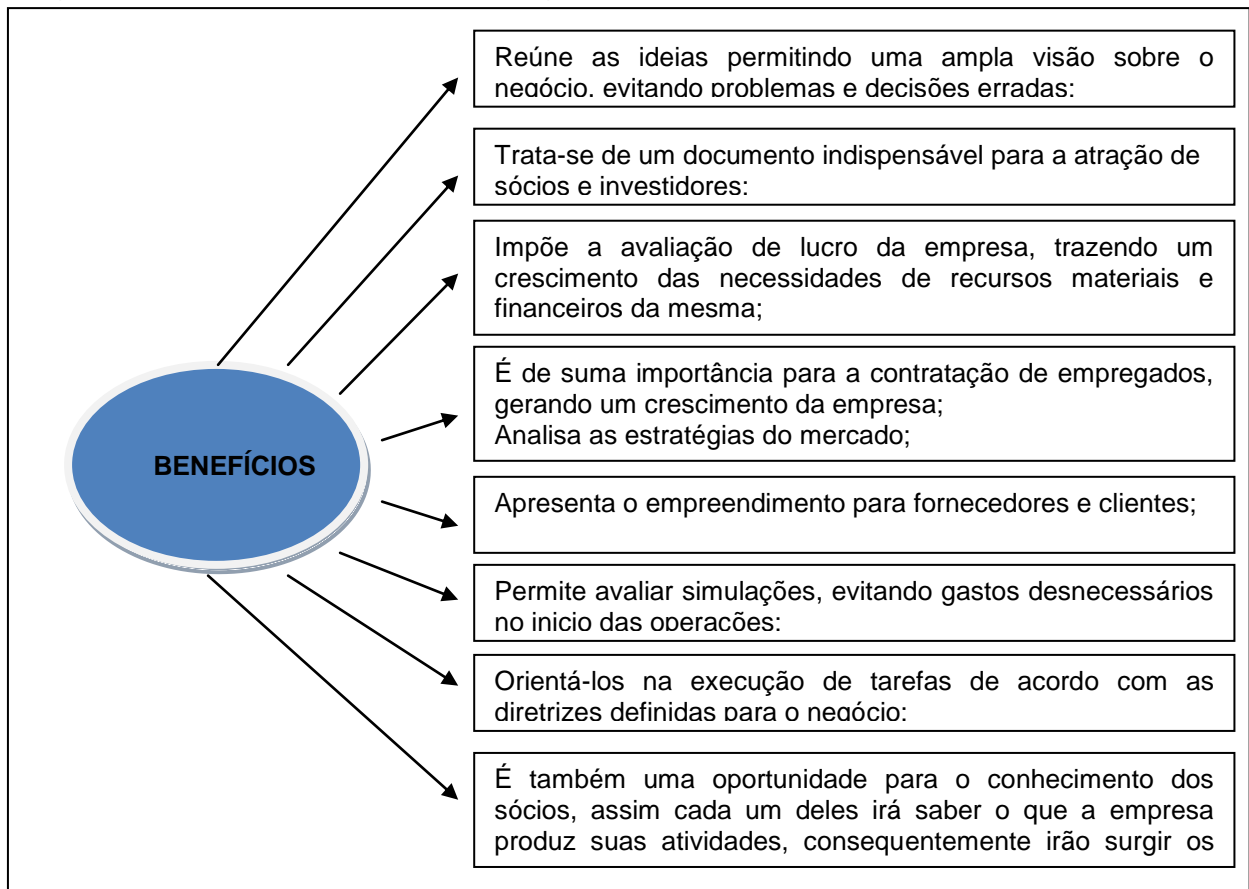 Reúne as ideias permitindo uma ampla visão sobre o
negócio, evitando problemas e decisões erradas;
Trata-se de um documento indispensável para a atração de
sócios e investidores;
Impõe a avaliação de lucro da empresa, trazendo um
crescimento das necessidades de recursos materiais e
financeiros da mesma;
É de suma importância para a contratação de empregados,
gerando um crescimento da empresa;
Analisa as estratégias do mercado;
BENEFÍCIOS
Apresenta o empreendimento para fornecedores e clientes;
Permite avaliar simulações, evitando gastos desnecessários
no inicio das operações;
Orientá-los na execução de tarefas de acordo com as
diretrizes definidas para o negócio;
É também uma oportunidade para o conhecimento dos
sócios, assim cada um deles irá saber o que a empresa
produz suas atividades, consequentemente irão surgir os